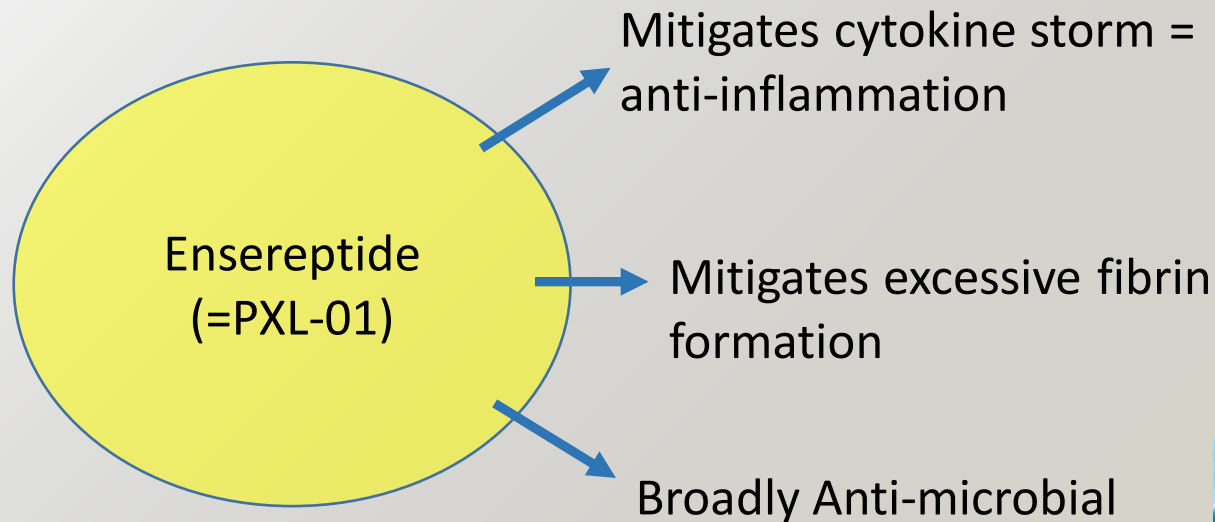 Mitigates cytokine storm =
anti-inflammation
Ensereptide
(=PXL-01)
Mitigates excessive fibrin
formation
Broadly Anti-microbial